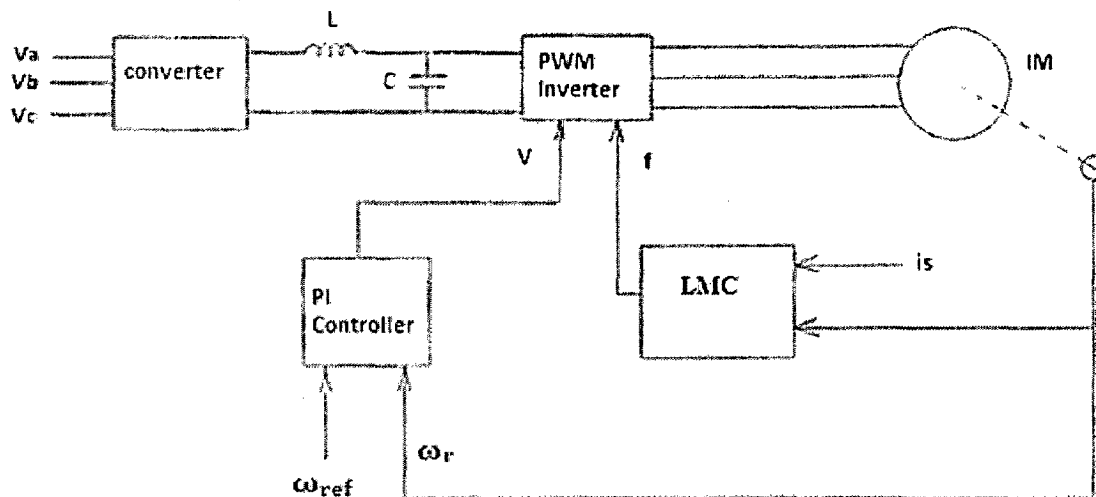 L
Va
Vb
Vc
converter
C
PWM
Inverter
IM
V
f
PI
Controller
LMC
is
ωref
ωr